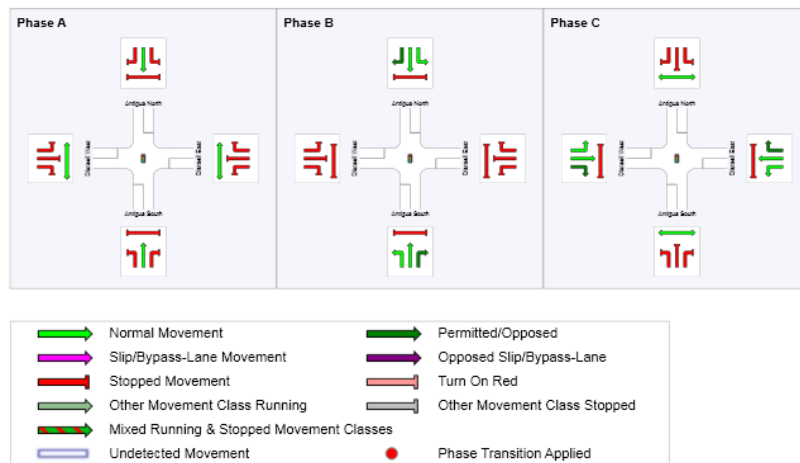 Phase A
Phase B
Phase C
Antigua North
Antigua North
Antigua North
Antigua South
Antigua South
Antigua South
Normal Movement
Permitted/Opposed
Slip/Bypass-Lane Movement
Opposed Slip/Bypass-Lane
Stopped Movement
Turn On Red
Other Movement Class Running
Other Movement Class Stopped
Mixed Running & Stopped Movement Classes
Undetected Movement
Phase Transition Applied